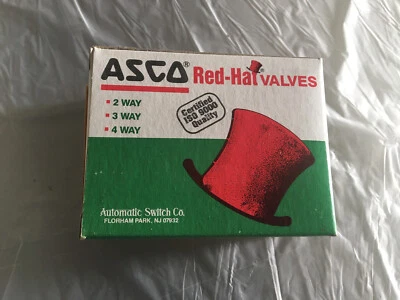 ASCO® Red-Hat® VALVES
▪ 2 WAY
▪ 3 WAY
▪ 4 WAY
Certified
ISO 9000
Quality
Automatic Switch Co.
FLORHAM PARK, NJ 07932